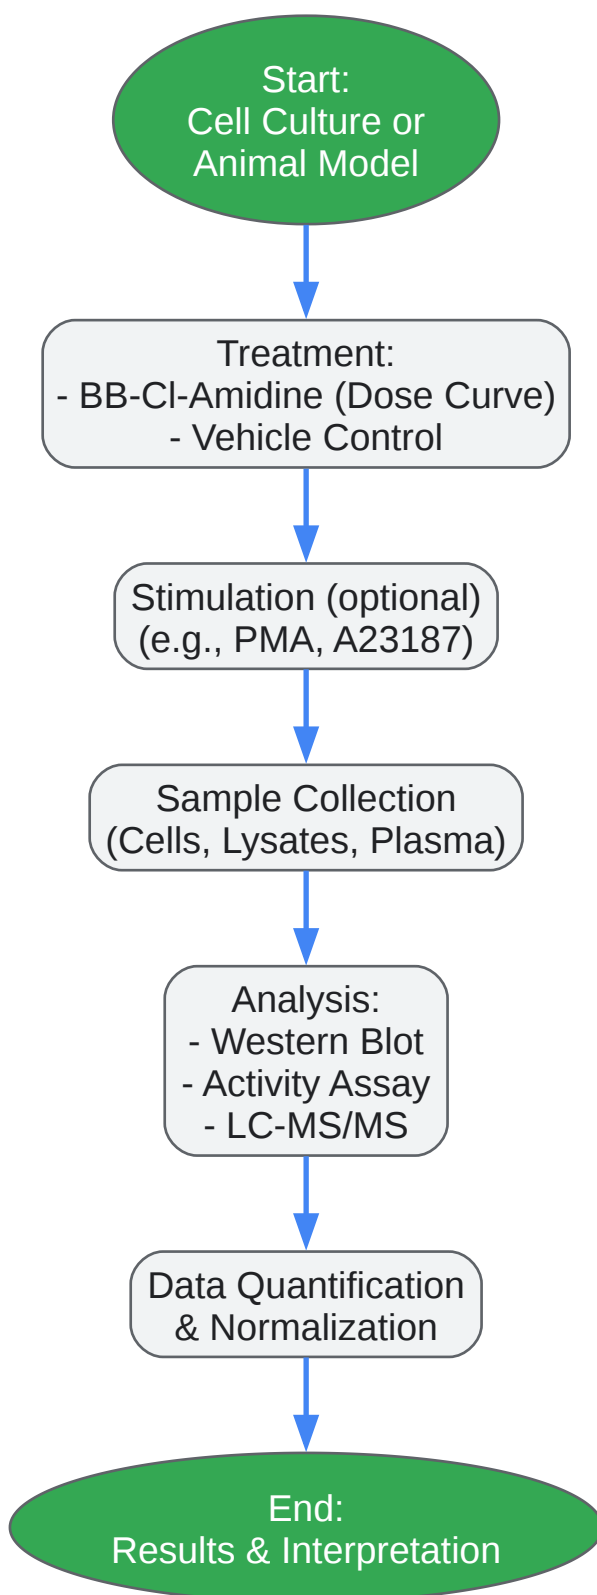 Start:
Cell Culture or
Animal Model
Treatment:
- BB-Cl-Amidine (Dose Curve)
- Vehicle Control
Stimulation (optional)
(e.g., PMA, A23187)
Sample Collection
(Cells, Lysates, Plasma)
Analysis:
- Western Blot
- Activity Assay
- LC-MS/MS
Data Quantification
& Normalization
End:
Results & Interpretation